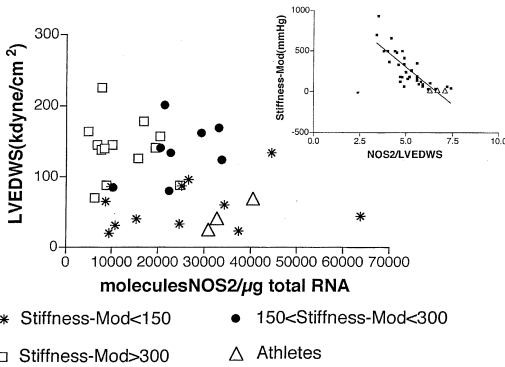 LVEDWS(kdyne/cm²)
300
200
100
0
0 10000 20000 30000 40000 50000 60000 70000
moleculesNOS2/µg total RNA
Stiffness-Mod(mmHg)
1000
500
0
-500
0.0 2.5 5.0 7.5 10.0
NOS2/LVEDWS
Stiffness-Mod<150
150<Stiffness-Mod<300
Stiffness-Mod>300
Athletes